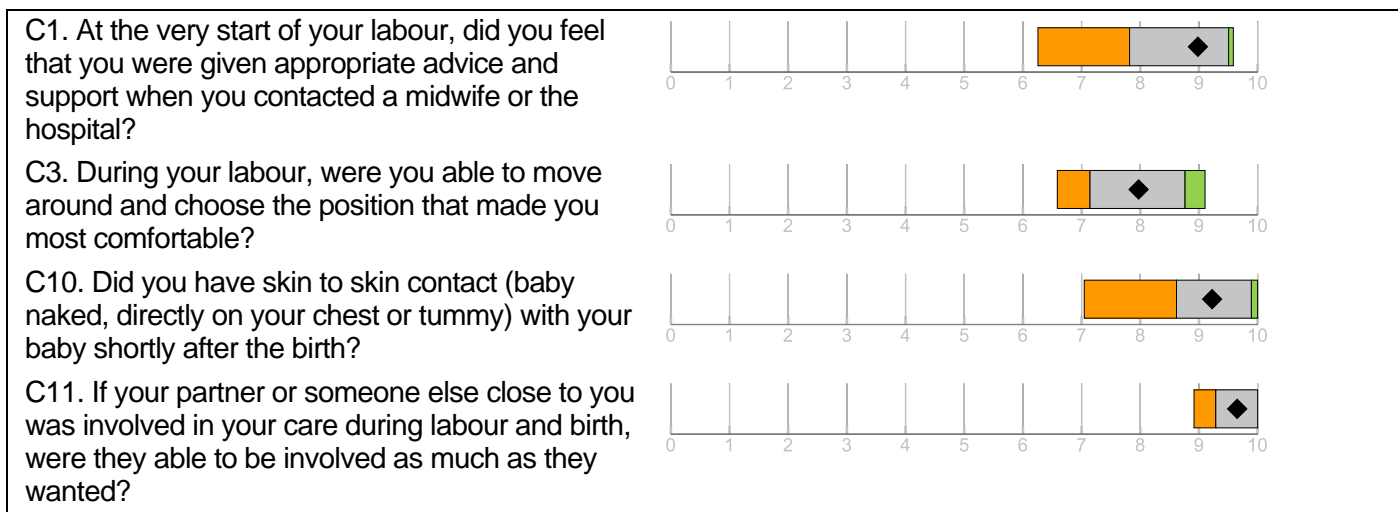 C1. At the very start of your labour, did you feel
that you were given appropriate advice and
support when you contacted a midwife or the
hospital?
0 1 2 3 4 5 6 7 8 9 10
C3. During your labour, were you able to move
around and choose the position that made you
most comfortable?
0 1 2 3 4 5 6 7 8 9 10
C10. Did you have skin to skin contact (baby
naked, directly on your chest or tummy) with your
baby shortly after the birth?
0 1 2 3 4 5 6 7 8 9 10
C11. If your partner or someone else close to you
was involved in your care during labour and birth,
were they able to be involved as much as they
wanted?
0 1 2 3 4 5 6 7 8 9 10